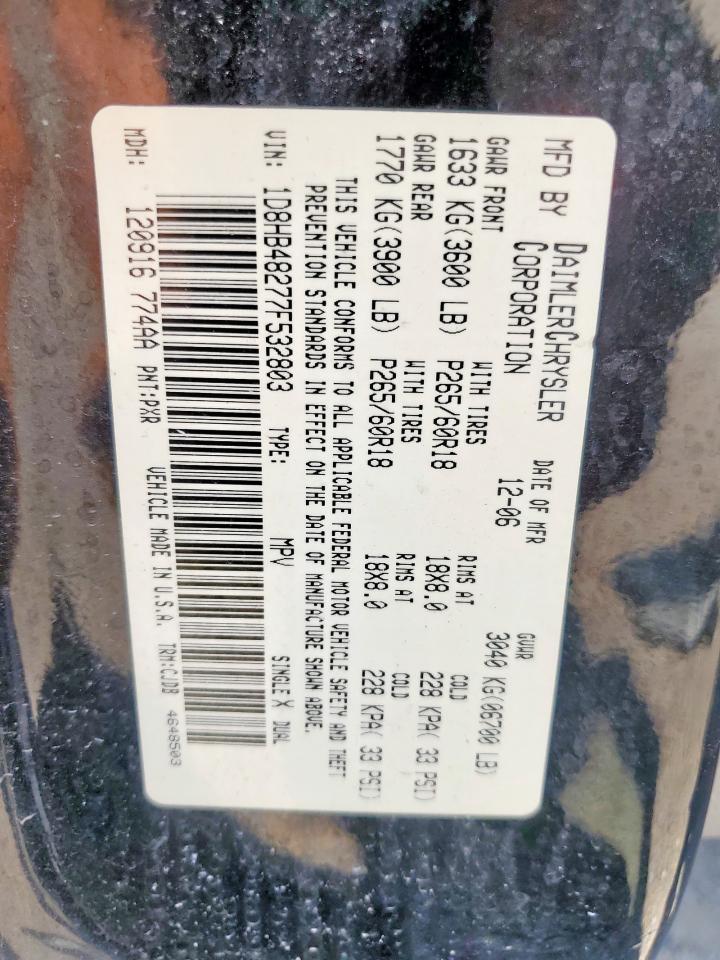 MFD BY DAIMLERCHRYSLER CORPORATION DATE OF MFR 12-06 GVWR 3040 KG(06700 LB)
GAWR FRONT WITH TIRES RIMS AT COLD
1633 KG(3600 LB) P265/60R18 18X8.0 228 KPA( 33 PSI)
GAWR REAR WITH TIRES RIMS AT COLD
1770 KG(3900 LB) P265/60R18 18X8.0 228 KPA( 33 PSI)
THIS VEHICLE CONFORMS TO ALL APPLICABLE FEDERAL MOTOR VEHICLE SAFETY AND THEFT
PREVENTION STANDARDS IN EFFECT ON THE DATE OF MANUFACTURE SHOWN ABOVE.
VIN: 1D8HB48277F532803 TYPE: MPV SINGLE X DUAL
MDH: 120916 774AA PNT:PXR VEHICLE MADE IN U.S.A. TRM:CJDB 4648503